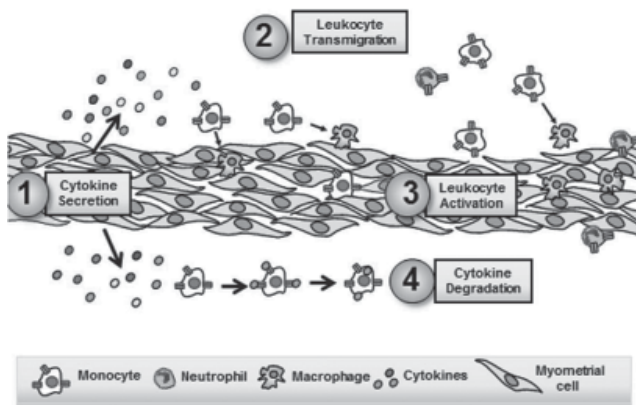 2
Leukocyte
Transmigration
1
Cytokine
Secretion
3
Leukocyte
Activation
4
Cytokine
Degradation
Monocyte
Neutrophil
Macrophage
Cytokines
Myometrial
cell